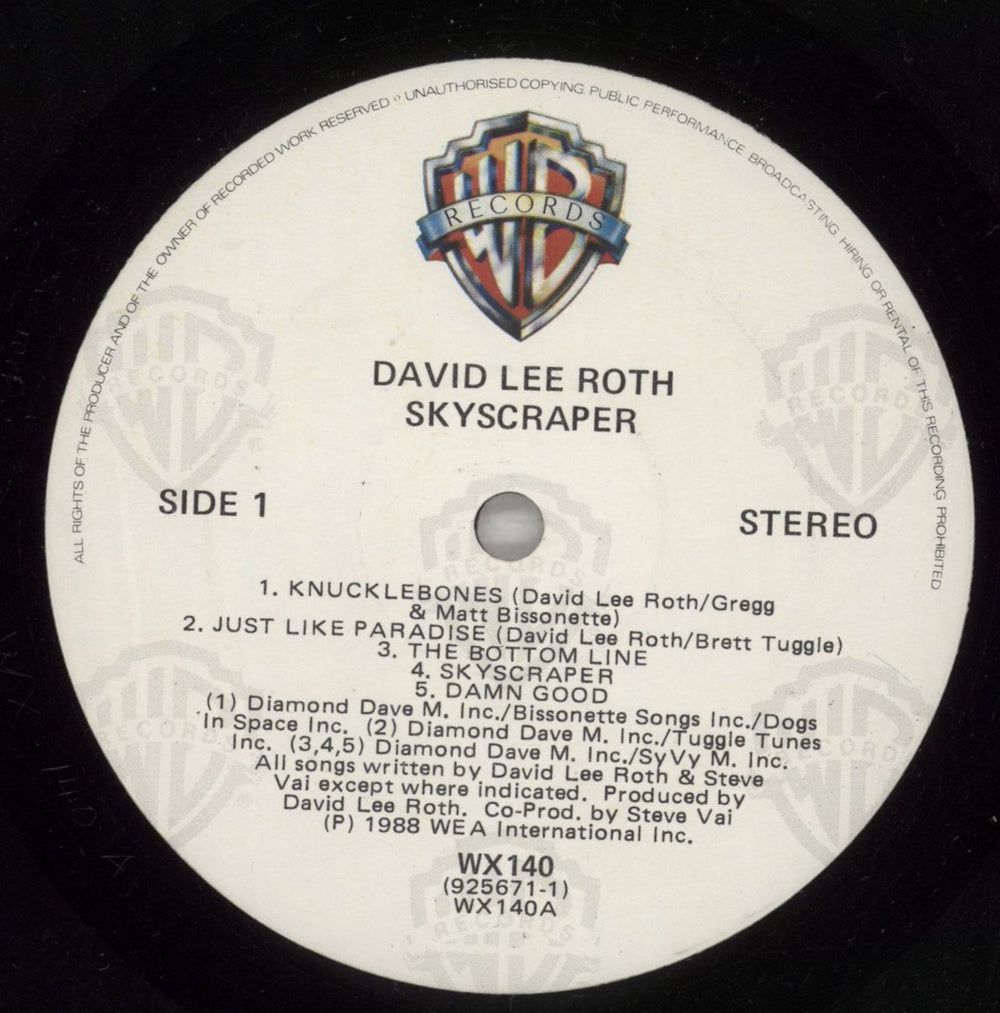 ALL RIGHTS OF THE PRODUCER AND OF THE OWNER OF RECORDED WORK RESERVED ° UNAUTHORISED COPYING, PUBLIC PERFORMANCE BROADCASTING HIRING OR RENTAL OF THIS RECORDING PROHIBITED
WB
RECORDS
DAVID LEE ROTH
SKYSCRAPER
SIDE 1
STEREO
1. KNUCKLEBONES (David Lee Roth/Gregg
& Matt Bissonette)
2. JUST LIKE PARADISE (David Lee Roth/Brett Tuggle)
3. THE BOTTOM LINE
4. SKYSCRAPER
5. DAMN GOOD
(1) Diamond Dave M. Inc./Bissonette Songs Inc./Dogs
In Space Inc. (2) Diamond Dave M. Inc./Tuggle Tunes
Inc. (3,4,5) Diamond Dave M. Inc./SyVy M. Inc.
All songs written by David Lee Roth & Steve
Vai except where indicated. Produced by
David Lee Roth. Co-Prod. by Steve Vai
(P) 1988 WEA International Inc.
WX140
(925671-1)
WX140A